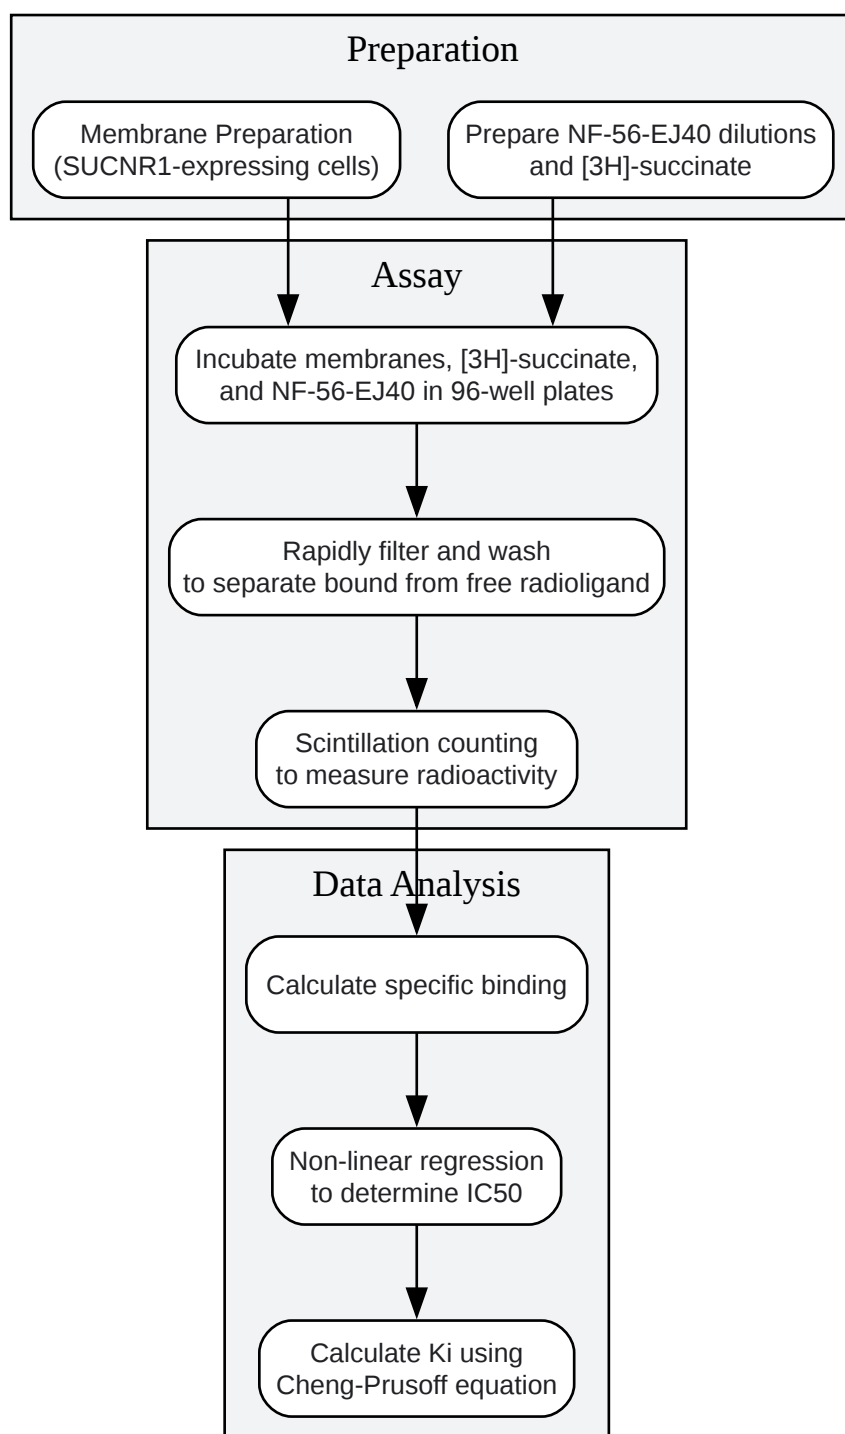 Preparation
Membrane Preparation
(SUCNR1-expressing cells)
Prepare NF-56-EJ40 dilutions
and [3H]-succinate
Assay
Incubate membranes, [3H]-succinate,
and NF-56-EJ40 in 96-well plates
Rapidly filter and wash
to separate bound from free radioligand
Scintillation counting
to measure radioactivity
Data Analysis
Calculate specific binding
Non-linear regression
to determine IC50
Calculate Ki using
Cheng-Prusoff equation